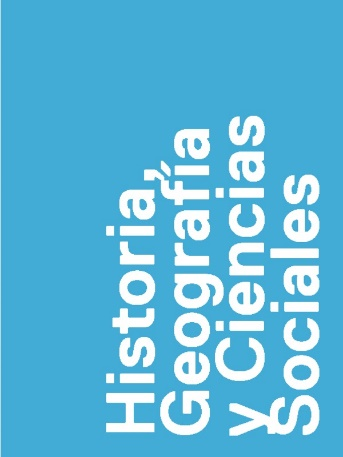 Historia,
Geografía
y Ciencias
Sociales